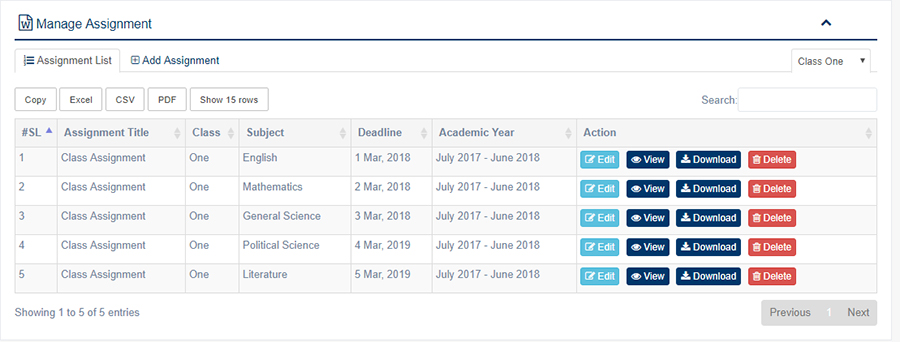 Manage Assignment
Assignment List Add Assignment Class One
Copy Excel CSV PDF Show 15 rows Search:
#SL Assignment Title Class Subject Deadline Academic Year Action
1 Class Assignment One English 1 Mar, 2018 July 2017 - June 2018 Edit View Download Delete
2 Class Assignment One Mathematics 2 Mar, 2018 July 2017 - June 2018 Edit View Download Delete
3 Class Assignment One General Science 3 Mar, 2018 July 2017 - June 2018 Edit View Download Delete
4 Class Assignment One Political Science 4 Mar, 2019 July 2017 - June 2018 Edit View Download Delete
5 Class Assignment One Literature 5 Mar, 2019 July 2017 - June 2018 Edit View Download Delete
Showing 1 to 5 of 5 entries Previous 1 Next